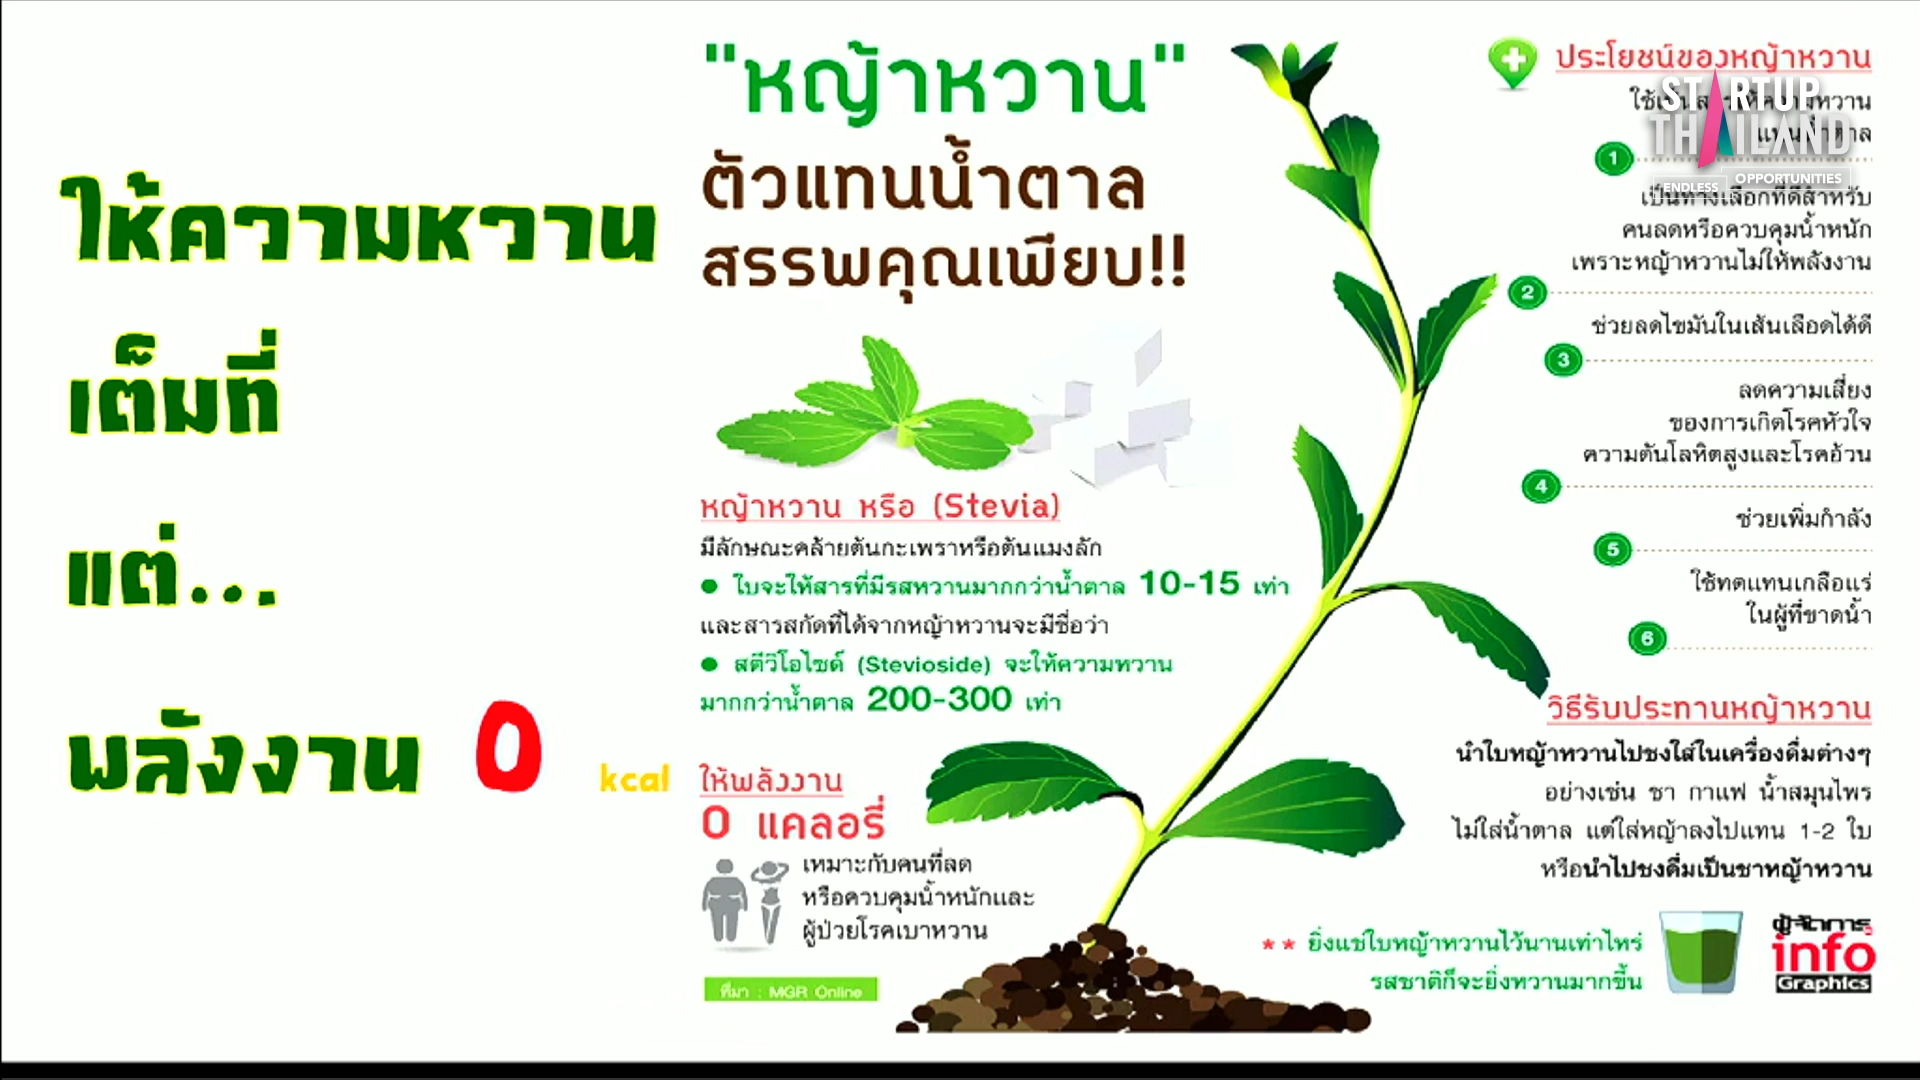 ให้ความหวาน
เต็มที่
แต่...
พลังงาน 0 kcal
"หญ้าหวาน"
ตัวแทนน้ำตาล
สรรพคุณเพียบ!!
หญ้าหวาน หรือ (Stevia)
มีลักษณะคล้ายต้นกะเพราหรือต้นแมงลัก
● ใบจะให้สารที่มีรสหวานมากกว่าน้ำตาล 10-15 เท่า
และสารสกัดที่ได้จากหญ้าหวานจะมีชื่อว่า
● สตีวิโอไซด์ (Stevioside) จะให้ความหวาน
มากกว่าน้ำตาล 200-300 เท่า
ให้พลังงาน
0 แคลอรี่
เหมาะกับคนที่ลด
หรือควบคุมน้ำหนักและ
ผู้ป่วยโรคเบาหวาน
ที่มา : MGR Online
ประโยชน์ของหญ้าหวาน
STARTUP
THAILAND
ENDLESS OPPORTUNITIES
1
เป็นทางเลือกที่ดีสำหรับ
คนลดหรือควบคุมน้ำหนัก
เพราะหญ้าหวานไม่ให้พลังงาน
2
ช่วยลดไขมันในเส้นเลือดได้ดี
3
ลดความเสี่ยง
ของการเกิดโรคหัวใจ
ความดันโลหิตสูงและโรคอ้วน
4
ช่วยเพิ่มกำลัง
5
ใช้ทดแทนเกลือแร่
ในผู้ที่ขาดน้ำ
6
วิธีรับประทานหญ้าหวาน
นำใบหญ้าหวานไปชงใส่ในเครื่องดื่มต่างๆ
อย่างเช่น ชา กาแฟ น้ำสมุนไพร
ไม่ใส่น้ำตาล แต่ใส่หญ้าลงไปแทน 1-2 ใบ
หรือนำไปชงดื่มเป็นชาหญ้าหวาน
** ยิ่งแช่ใบหญ้าหวานไว้นานเท่าไหร่
รสชาติก็จะยิ่งหวานมากขึ้น
ผู้จัดการ
info
Graphics